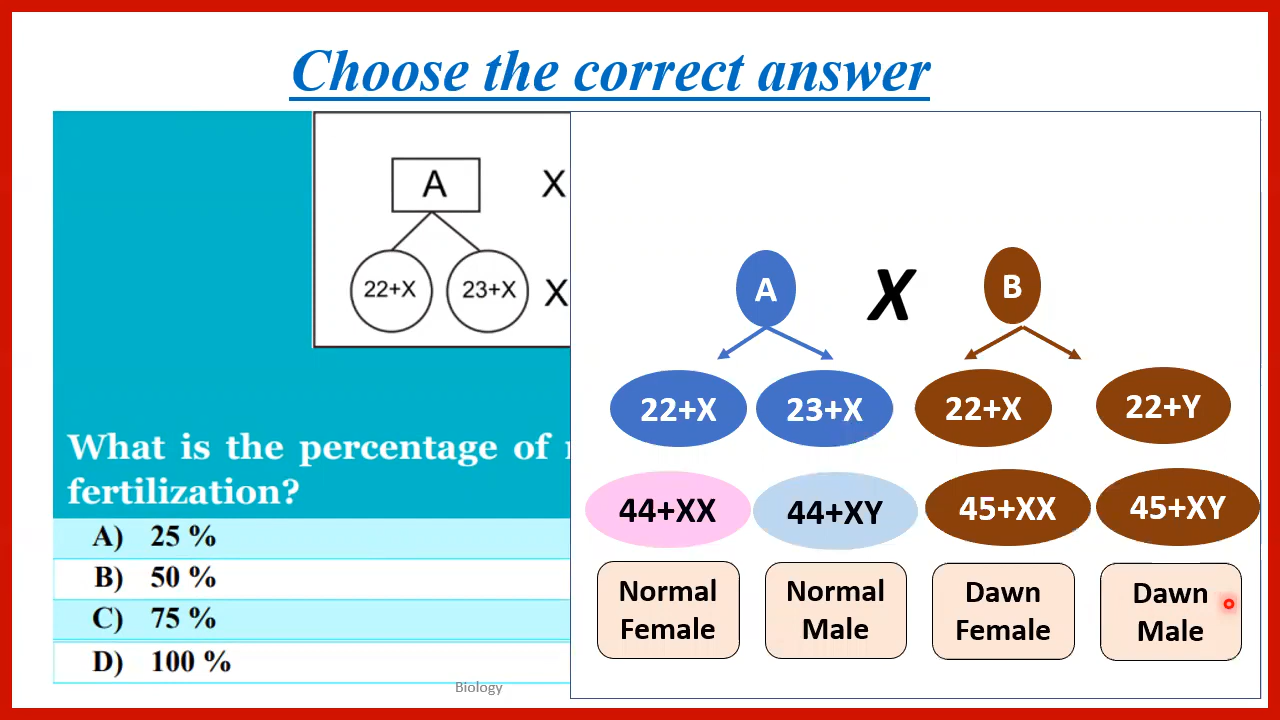 Choose the correct answer
A
X
22+X
23+X
X
What is the percentage of
fertilization?
A) 25 %
B) 50 %
C) 75 %
D) 100 %
A
X
B
22+X
23+X
22+X
22+Y
44+XX
44+XY
45+XX
45+XY
Normal
Female
Normal
Male
Dawn
Female
Dawn
Male
Biology